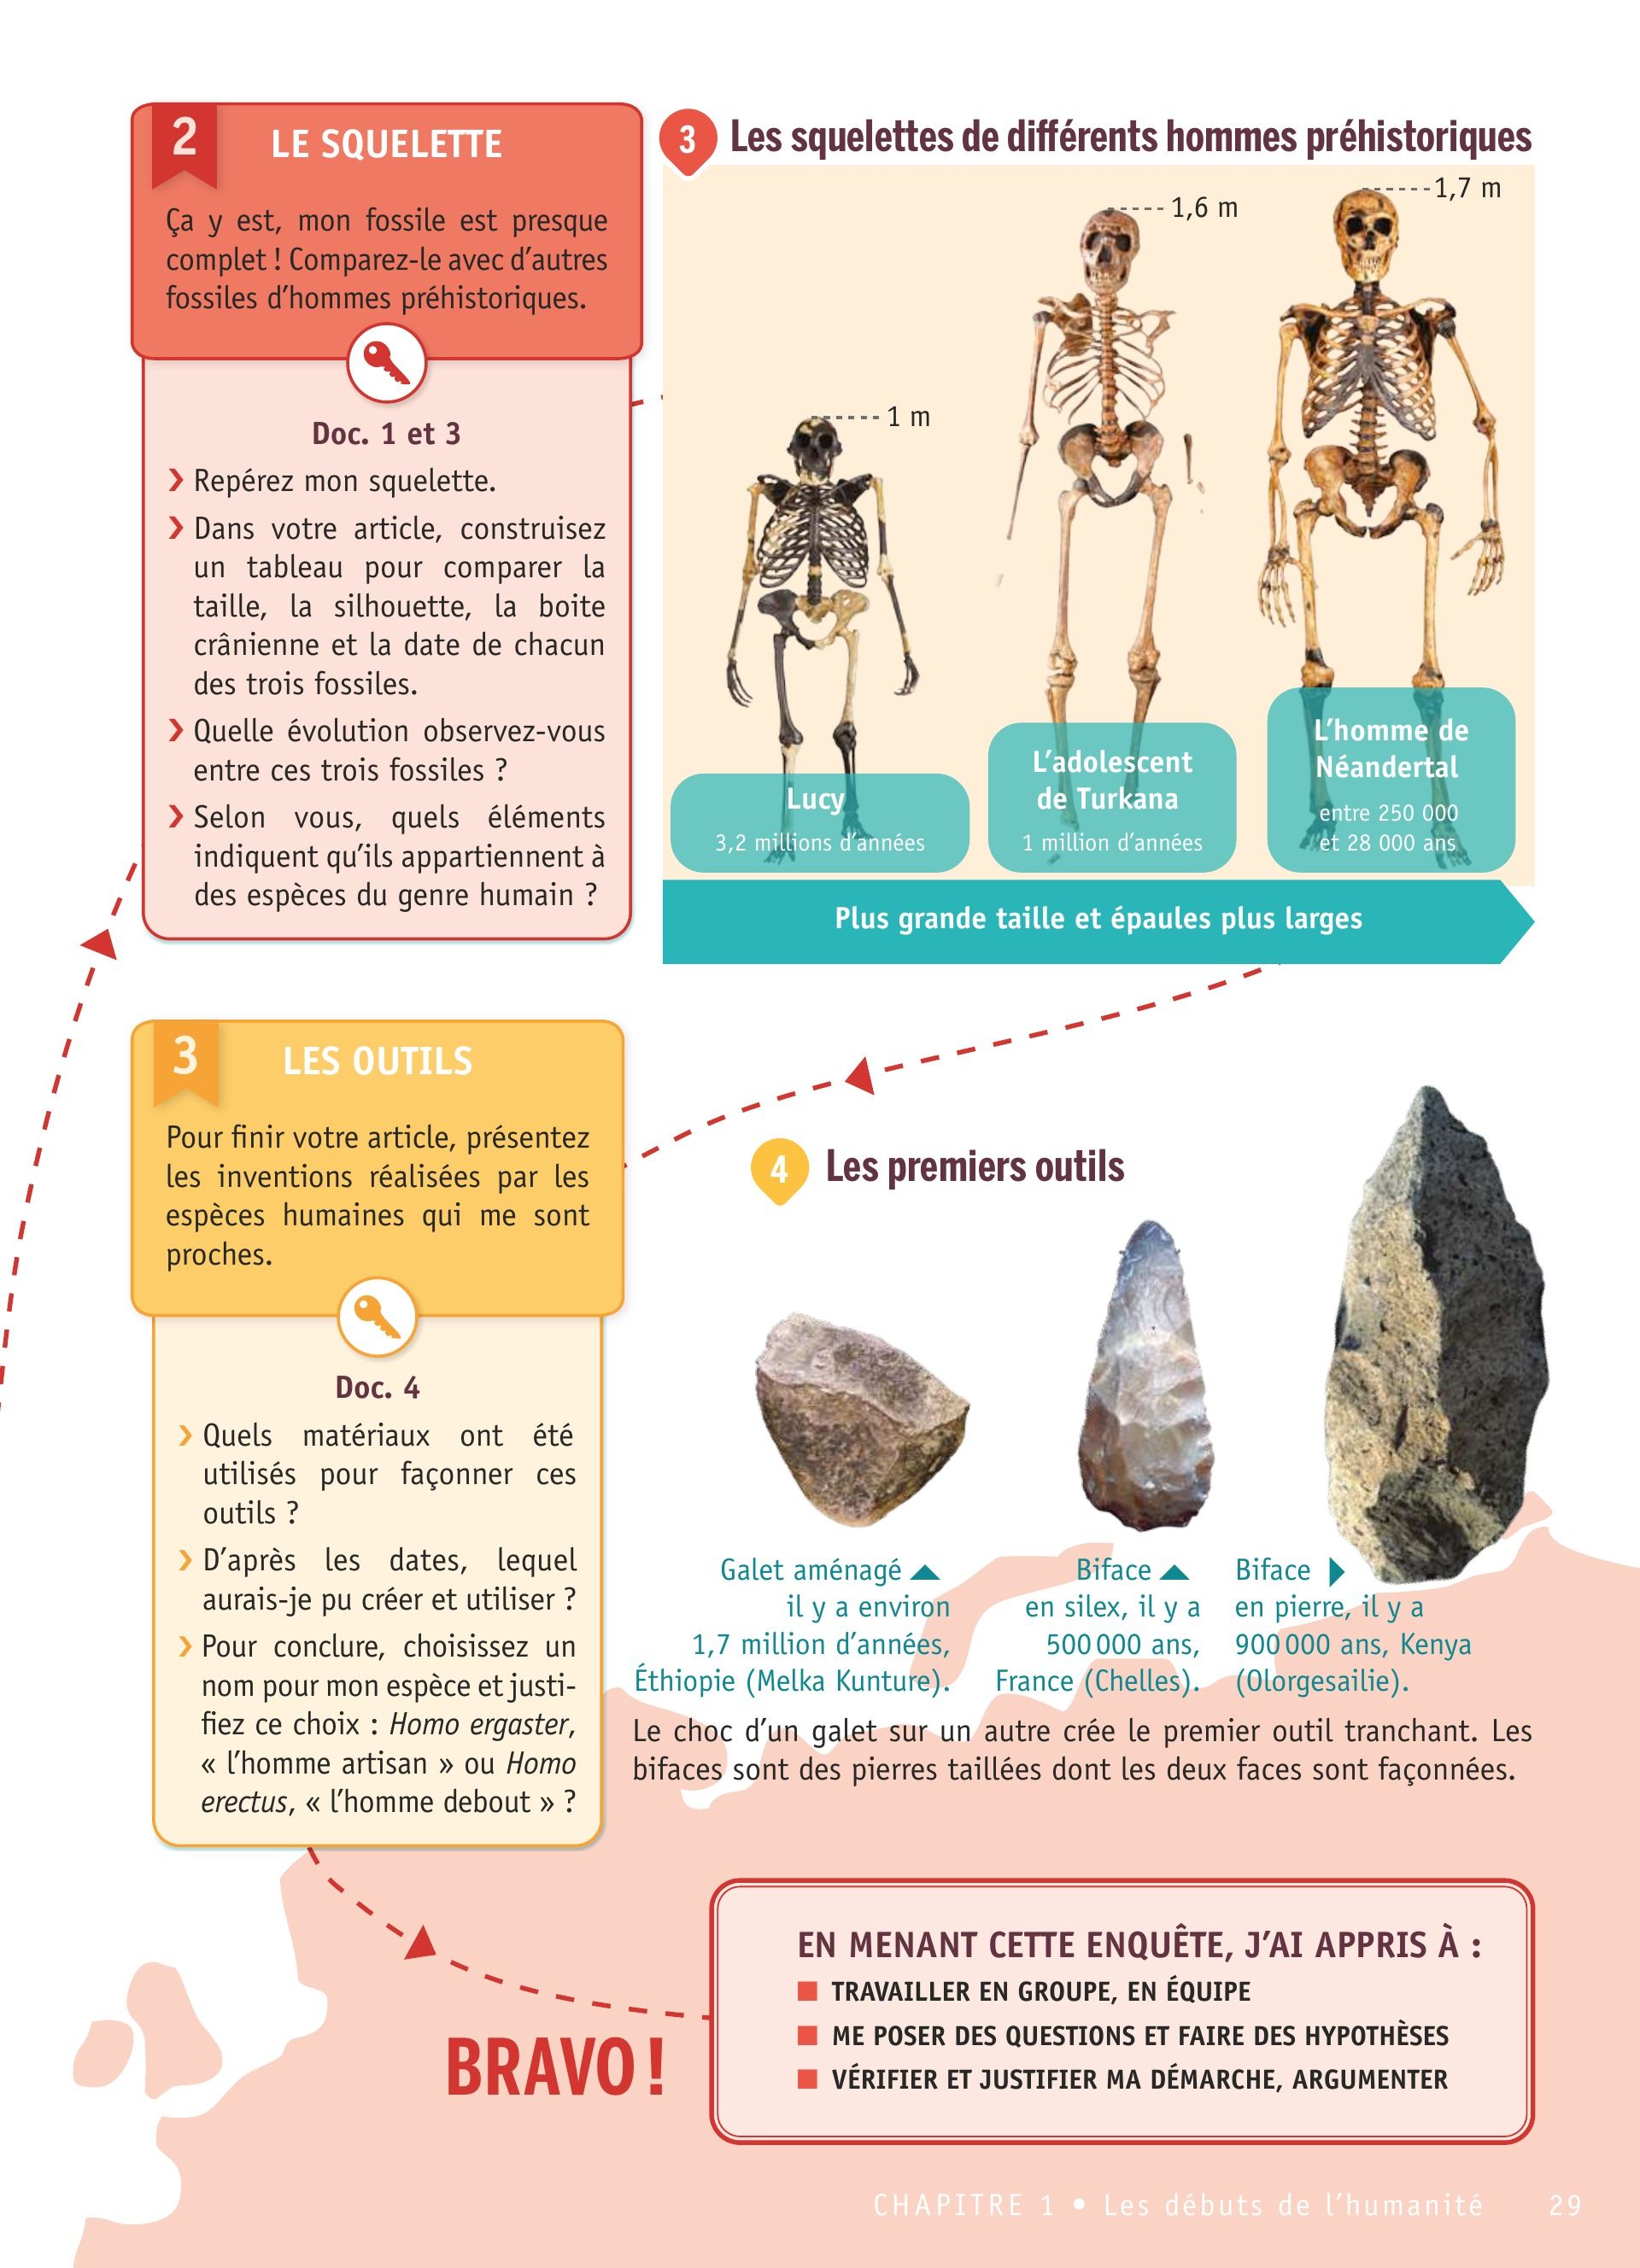 2
LE SQUELETTE
Ça y est, mon fossile est presque
complet ! Comparez-le avec d'autres
fossiles d'hommes préhistoriques.
Doc. 1 et 3
❯ Repérez mon squelette.
❯ Dans votre article, construisez
un tableau pour comparer la
taille, la silhouette, la boite
crânienne et la date de chacun
des trois fossiles.
❯ Quelle évolution observez-vous
entre ces trois fossiles ?
❯ Selon vous, quels éléments
indiquent qu'ils appartiennent à
des espèces du genre humain ?
3 Les squelettes de différents hommes préhistoriques
1 m
1,6 m
1,7 m
Lucy
3,2 millions d'années
L'adolescent
de Turkana
1 million d'années
L'homme de
Néandertal
entre 250 000
et 28 000 ans
Plus grande taille et épaules plus larges
3
LES OUTILS
Pour finir votre article, présentez
les inventions réalisées par les
espèces humaines qui me sont
proches.
Doc. 4
❯ Quels matériaux ont été
utilisés pour façonner ces
outils ?
❯ D'après les dates, lequel
aurais-je pu créer et utiliser ?
❯ Pour conclure, choisissez un
nom pour mon espèce et justi-
fiez ce choix : Homo ergaster,
« l'homme artisan » ou Homo
erectus, « l'homme debout » ?
4 Les premiers outils
Galet aménagé
il y a environ
1,7 million d'années,
Éthiopie (Melka Kunture).
Biface
en silex, il y a
500 000 ans,
France (Chelles).
Biface
en pierre, il y a
900 000 ans, Kenya
(Olorgesailie).
Le choc d'un galet sur un autre crée le premier outil tranchant. Les
bifaces sont des pierres taillées dont les deux faces sont façonnées.
BRAVO !
EN MENANT CETTE ENQUÊTE, J'AI APPRIS À :
■ TRAVAILLER EN GROUPE, EN ÉQUIPE
■ ME POSER DES QUESTIONS ET FAIRE DES HYPOTHÈSES
■ VÉRIFIER ET JUSTIFIER MA DÉMARCHE, ARGUMENTER
CHAPITRE 1 • Les débuts de l'humanité 29